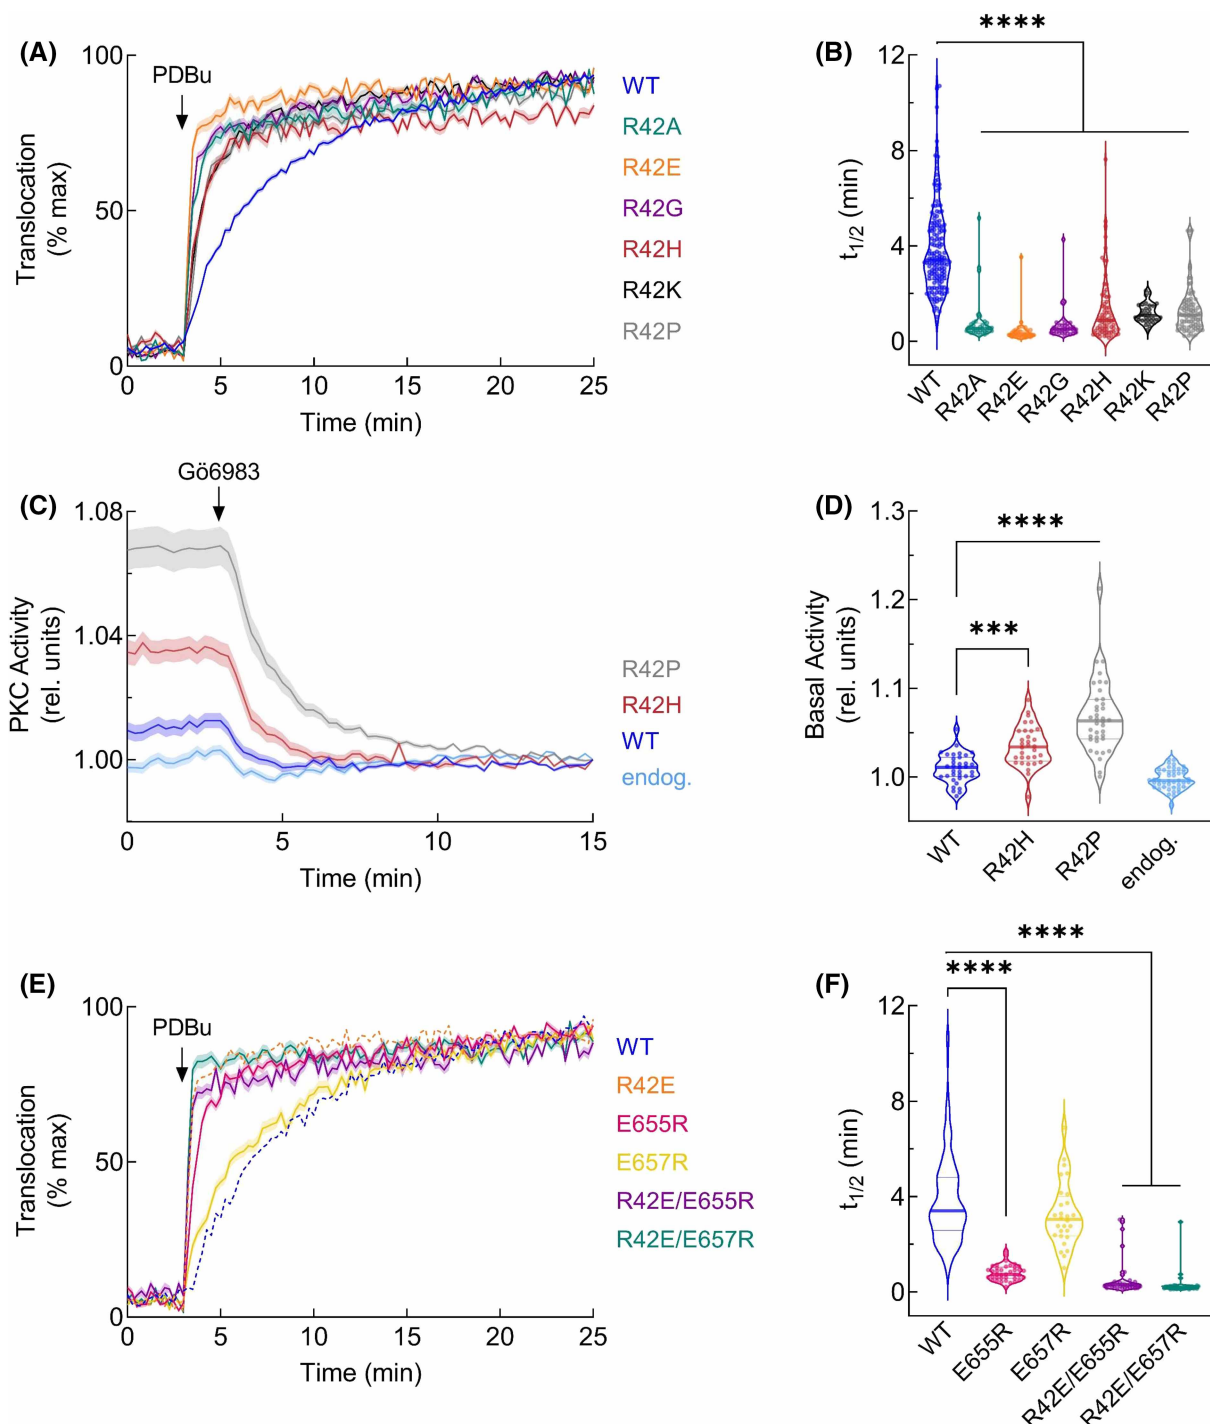 (A)
100
50
0
Translocation
(% max)
PDBu
0 5 10 15 20 25
Time (min)
WT
R42A
R42E
R42G
R42H
R42K
R42P
(B)
****
12
8
4
0
t1/2 (min)
WT R42A R42E R42G R42H R42K R42P
(C)
Gö6983
1.08
1.04
1.00
PKC Activity
(rel. units)
0 5 10 15
Time (min)
R42P
R42H
WT
endog.
(D)
****
***
1.3
1.2
1.1
1.0
Basal Activity
(rel. units)
WT R42H R42P endog.
(E)
100
50
0
Translocation
(% max)
PDBu
0 5 10 15 20 25
Time (min)
WT
R42E
E655R
E657R
R42E/E655R
R42E/E657R
(F)
****
****
12
8
4
0
t1/2 (min)
WT E655R E657R R42E/E655R R42E/E657R